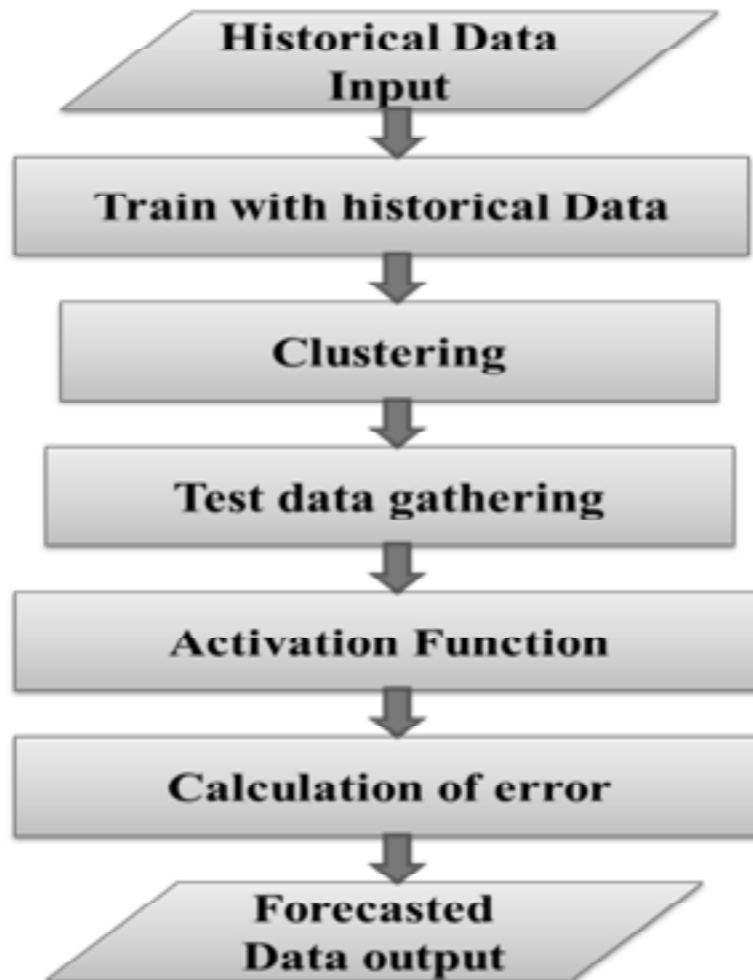 Historical Data
Input
Train with historical Data
Clustering
Test data gathering
Activation Function
Calculation of error
Forecasted
Data output